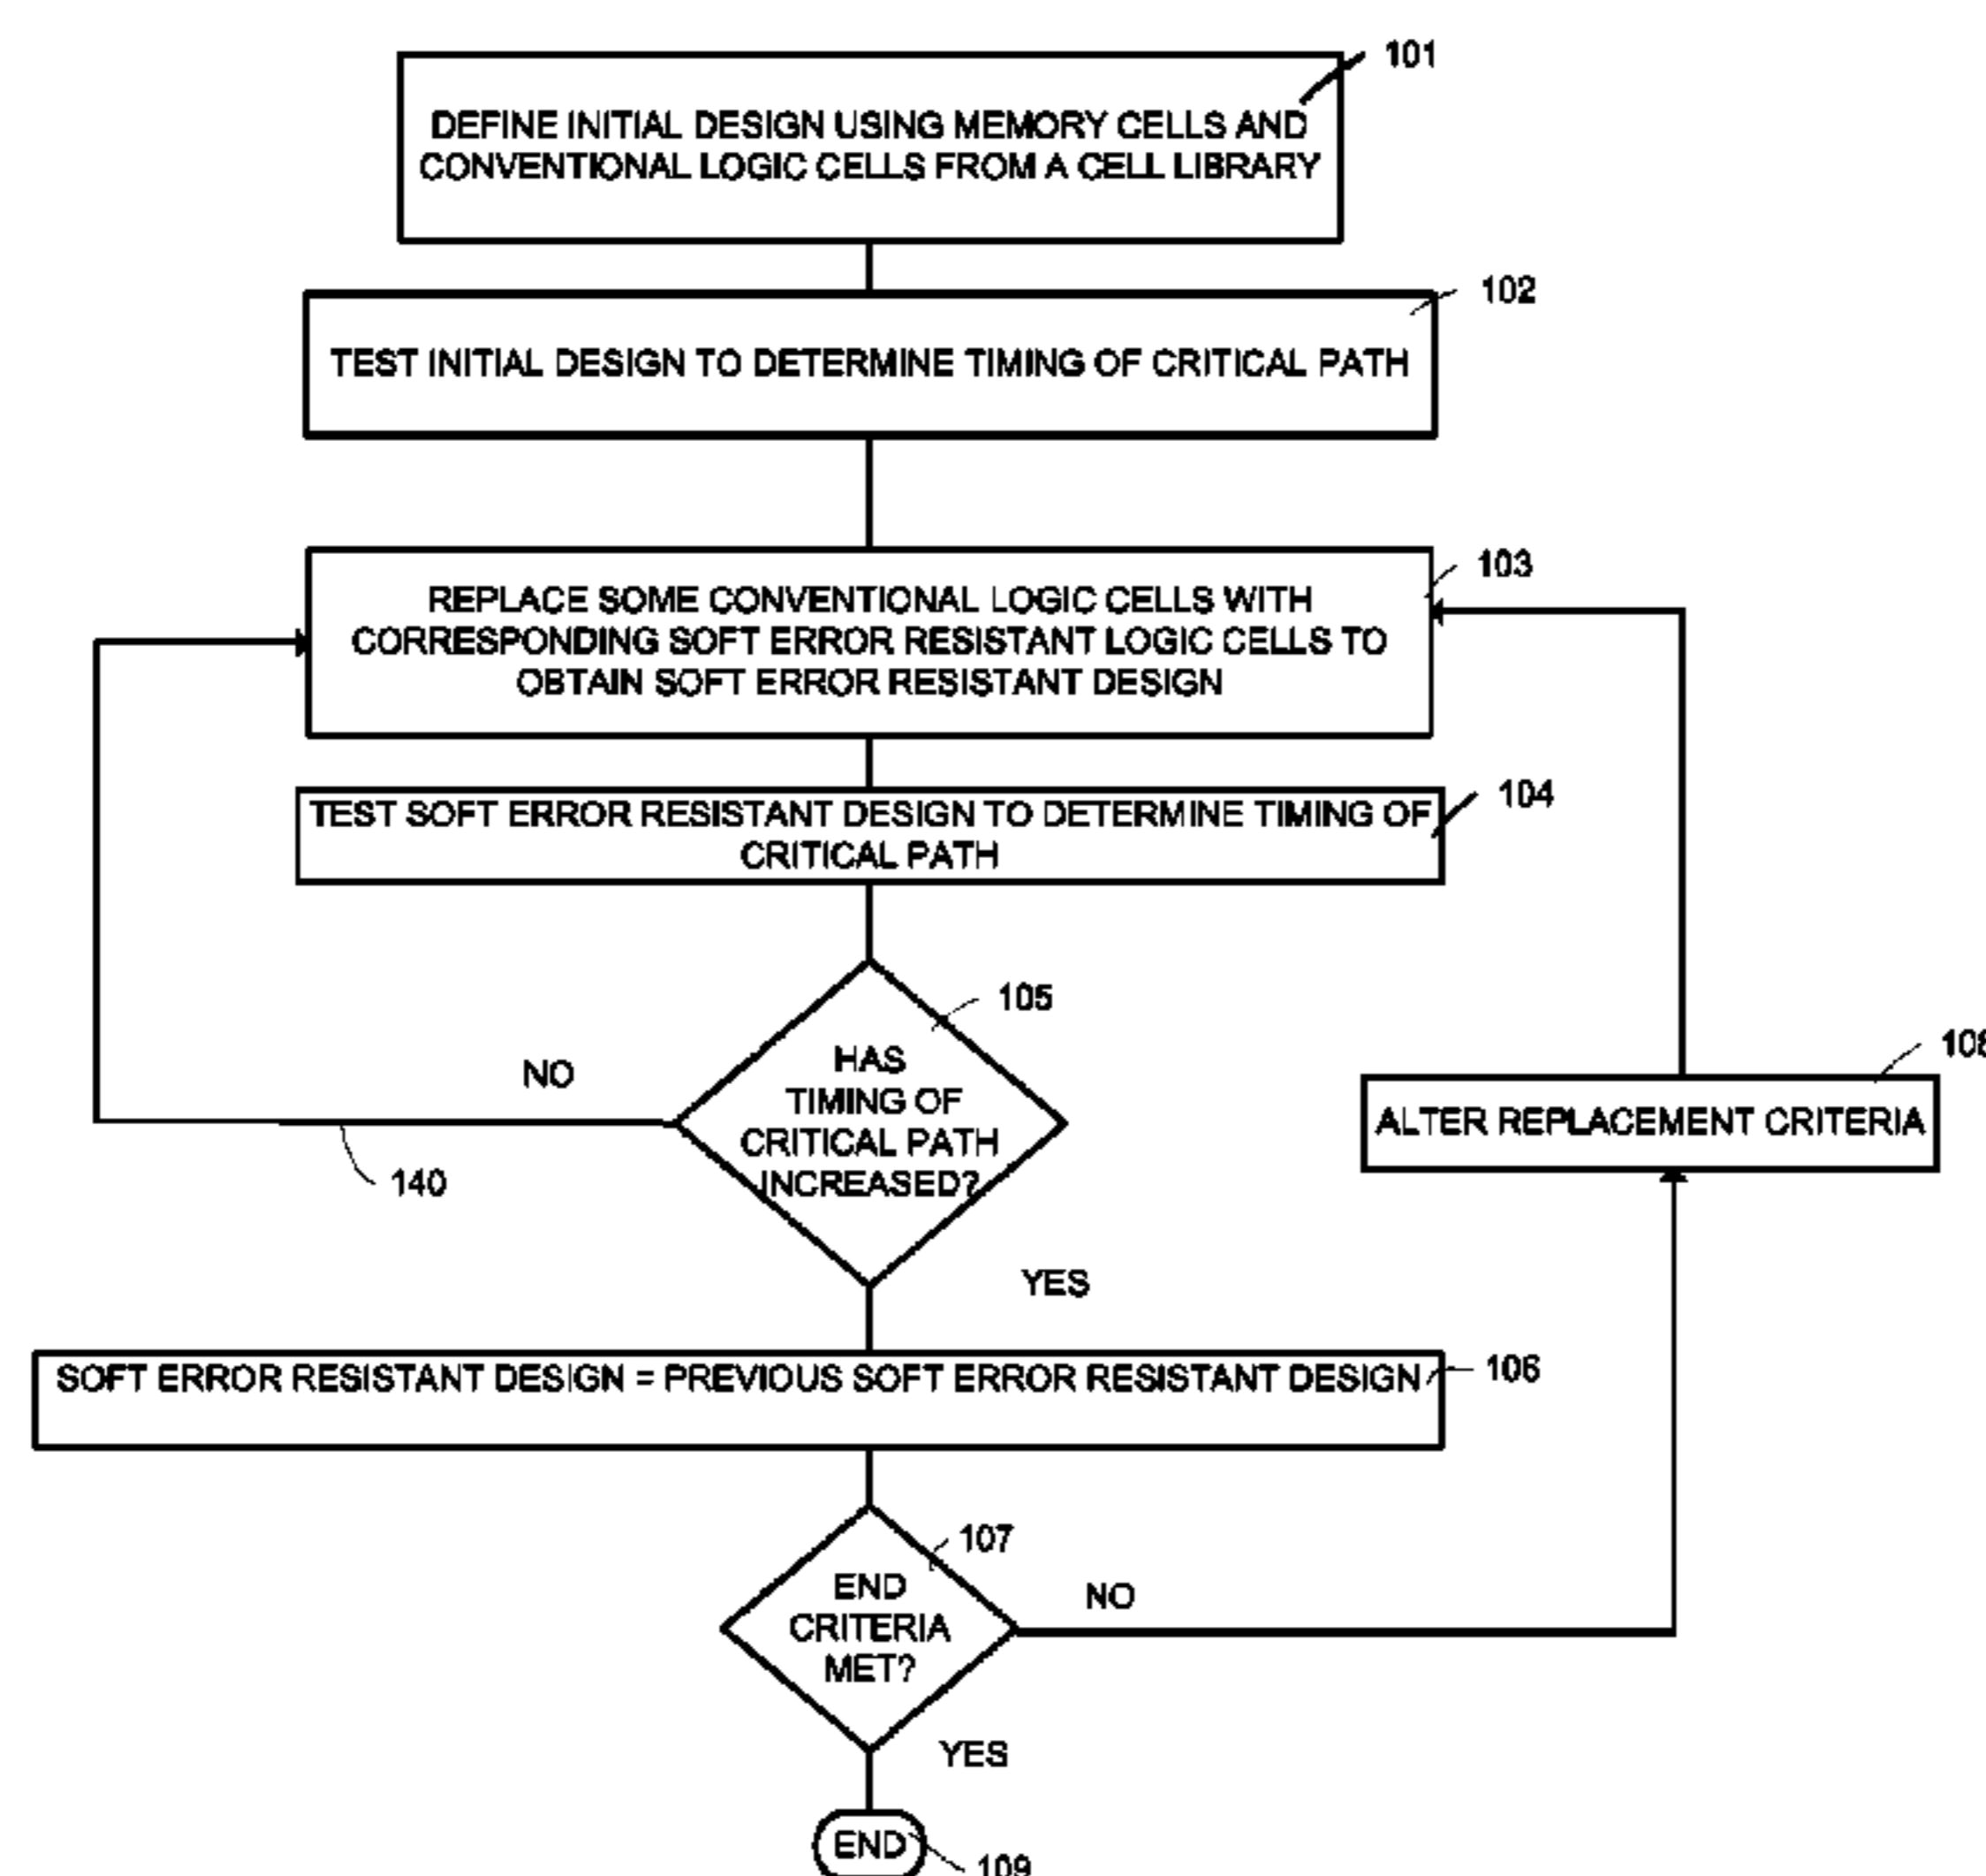 101
DEFINE INITIAL DESIGN USING MEMORY CELLS AND
CONVENTIONAL LOGIC CELLS FROM A CELL LIBRARY
102
TEST INITIAL DESIGN TO DETERMINE TIMING OF CRITICAL PATH
103
REPLACE SOME CONVENTIONAL LOGIC CELLS WITH
CORRESPONDING SOFT ERROR RESISTANT LOGIC CELLS TO
OBTAIN SOFT ERROR RESISTANT DESIGN
104
TEST SOFT ERROR RESISTANT DESIGN TO DETERMINE TIMING OF
CRITICAL PATH
105
HAS
TIMING OF
CRITICAL PATH
INCREASED?
NO
140
108
ALTER REPLACEMENT CRITERIA
YES
SOFT ERROR RESISTANT DESIGN = PREVIOUS SOFT ERROR RESISTANT DESIGN
106
107
END
CRITERIA
MET?
NO
YES
END
109